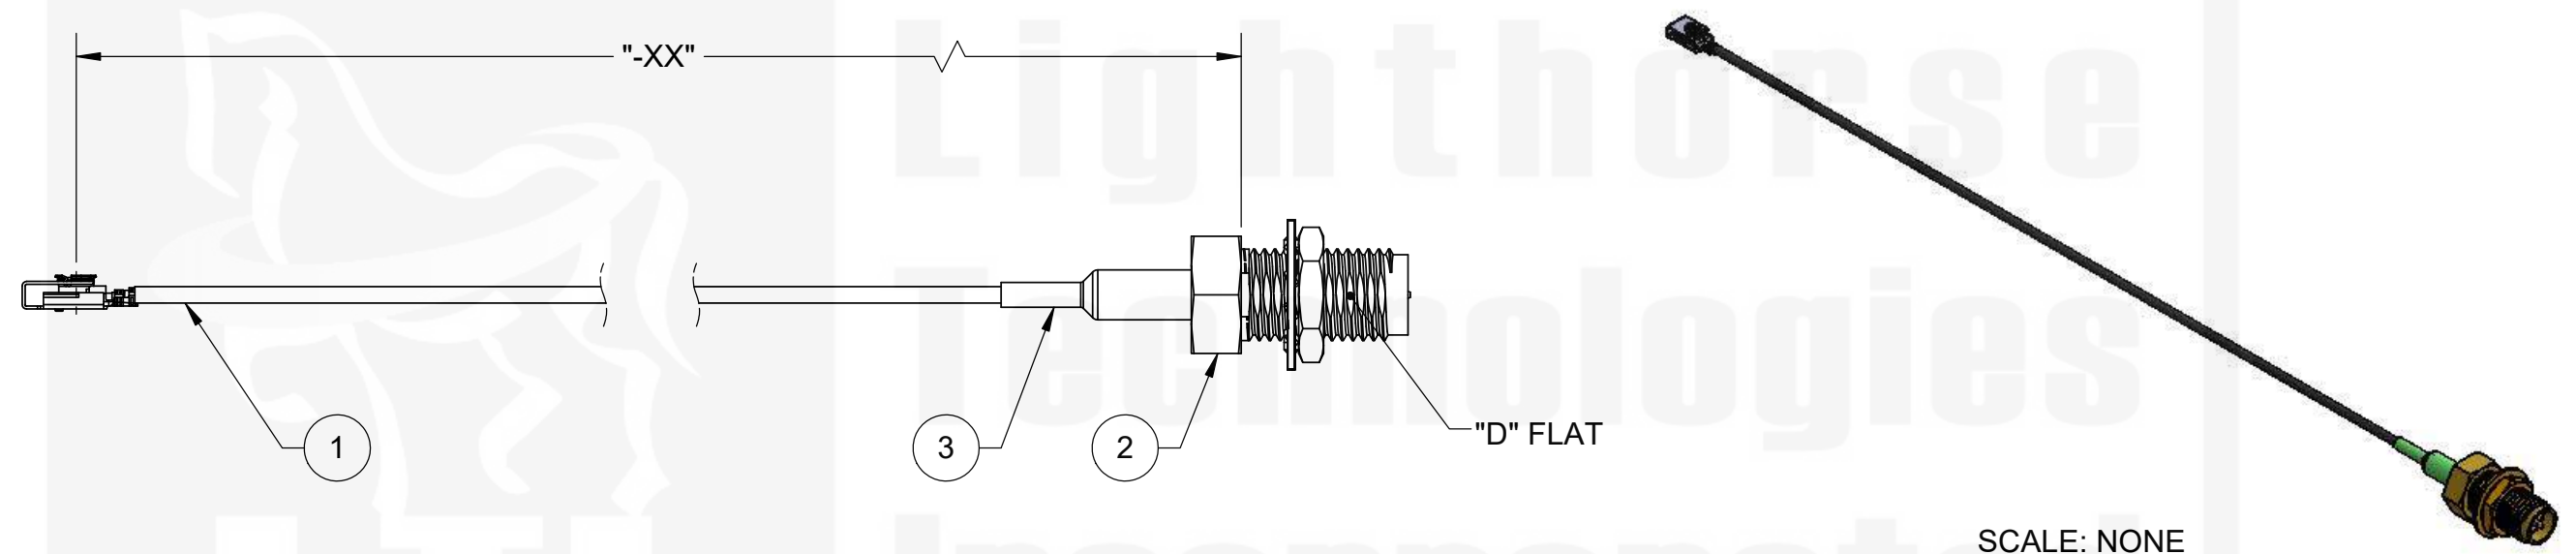 "-XX"
Lighthorse
Technologies
1
3
2
"D" FLAT
SCALE: NONE